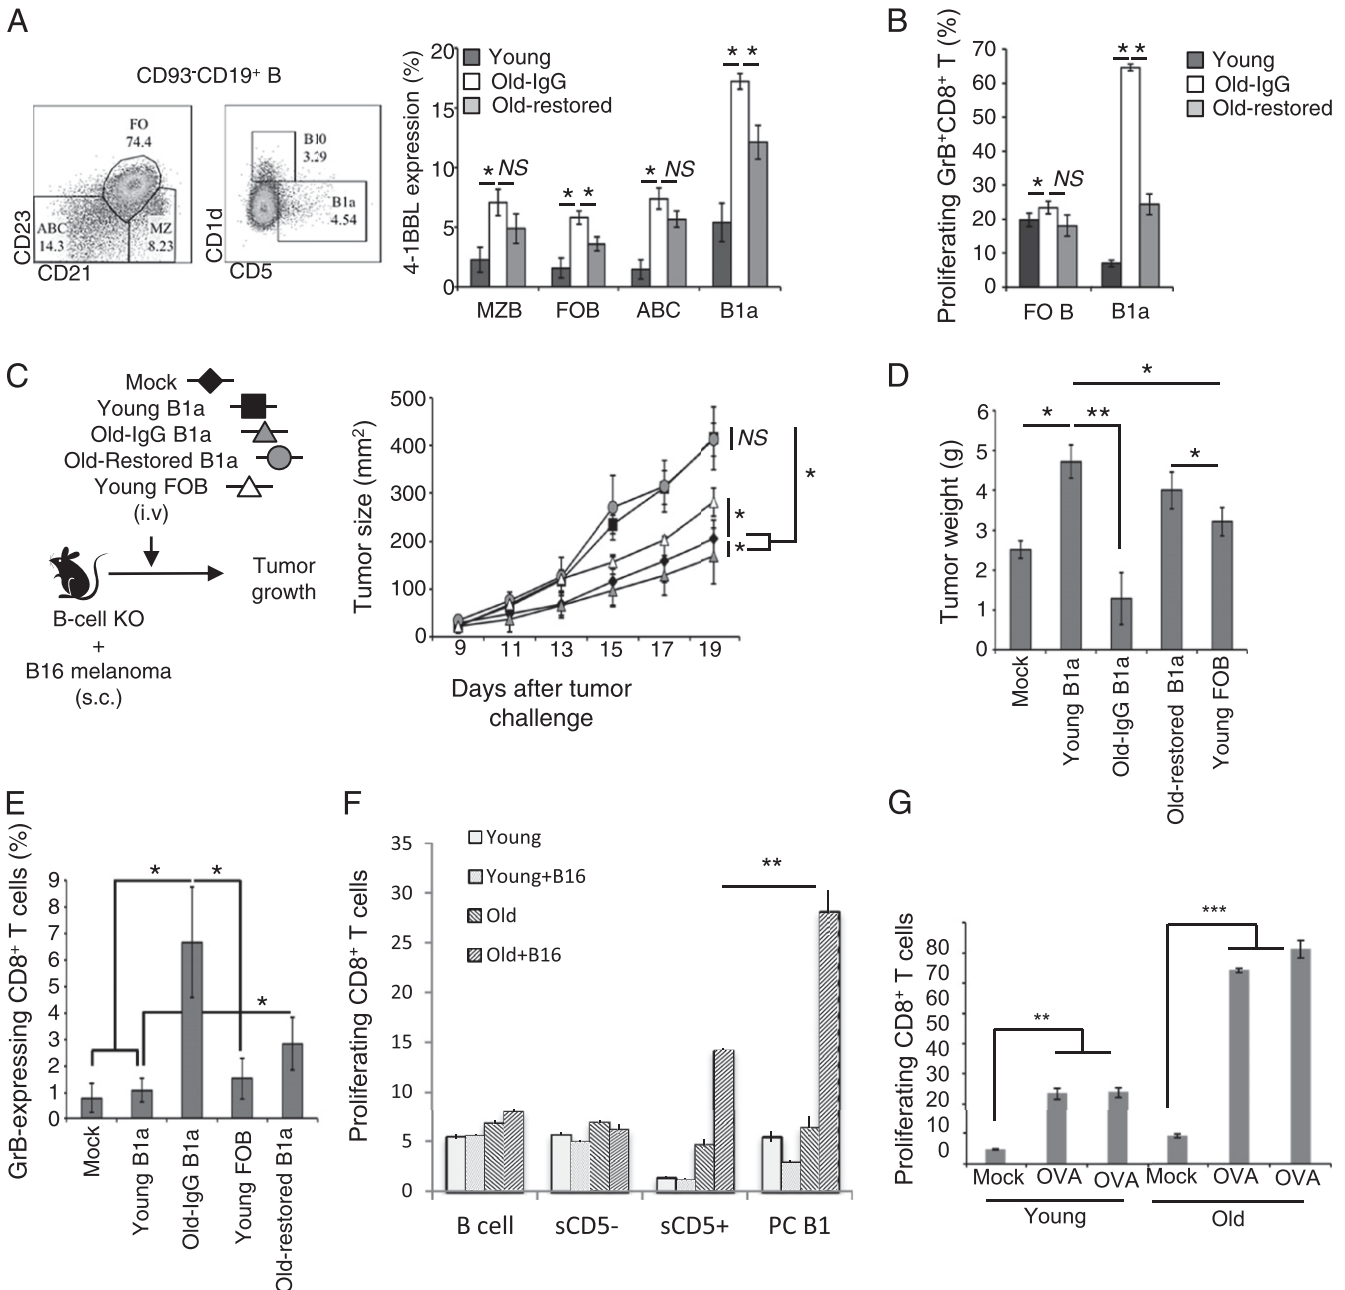 A
CD93-CD19+ B
FO
74.4
ABC
14.3
MZ
8.23
CD23
CD21
B10
3.29
B1a
4.54
CD1d
CD5
4-1BBL expression (%)
20
15
10
5
0
Young
Old-IgG
Old-restored
* NS
* *
* NS
* *
MZB FOB ABC B1a
B
Proliferating GrB+CD8+ T (%)
70
60
50
40
30
20
10
0
* NS
* *
FO B B1a
Young
Old-IgG
Old-restored
C
Mock
Young B1a
Old-IgG B1a
Old-Restored B1a
Young FOB
(i.v)
Tumor
growth
B-cell KO
+
B16 melanoma
(s.c.)
Tumor size (mm2)
500
400
300
200
100
0
9 11 13 15 17 19
Days after tumor
challenge
NS
*
*
*
D
Tumor weight (g)
6
5
4
3
2
1
0
*
* **
*
Mock
Young B1a
Old-IgG B1a
Old-restored B1a
Young FOB
E
GrB-expressing CD8+ T cells (%)
9
8
7
6
5
4
3
2
1
0
* *
*
Mock
Young B1a
Old-IgG B1a
Young FOB
Old-restored B1a
F
Proliferating CD8+ T cells
35
30
25
20
15
10
5
0
Young
Young+B16
Old
Old+B16
**
B cell sCD5- sCD5+ PC B1
G
Proliferating CD8+ T cells
80
70
60
50
40
30
20
10
0
**
***
Mock OVA OVA Mock OVA OVA
Young Old